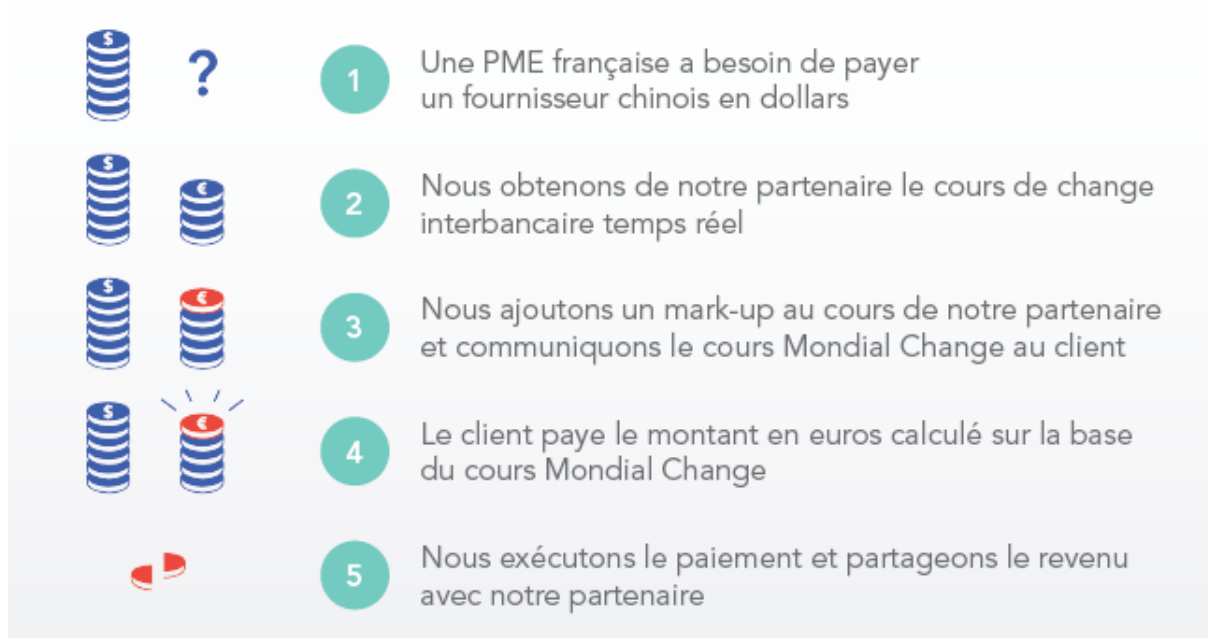 $
?
1
Une PME française a besoin de payer
un fournisseur chinois en dollars
$
€
2
Nous obtenons de notre partenaire le cours de change
interbancaire temps réel
$
€
3
Nous ajoutons un mark-up au cours de notre partenaire
et communiquons le cours Mondial Change au client
$
€
4
Le client paye le montant en euros calculé sur la base
du cours Mondial Change
5
Nous exécutons le paiement et partageons le revenu
avec notre partenaire